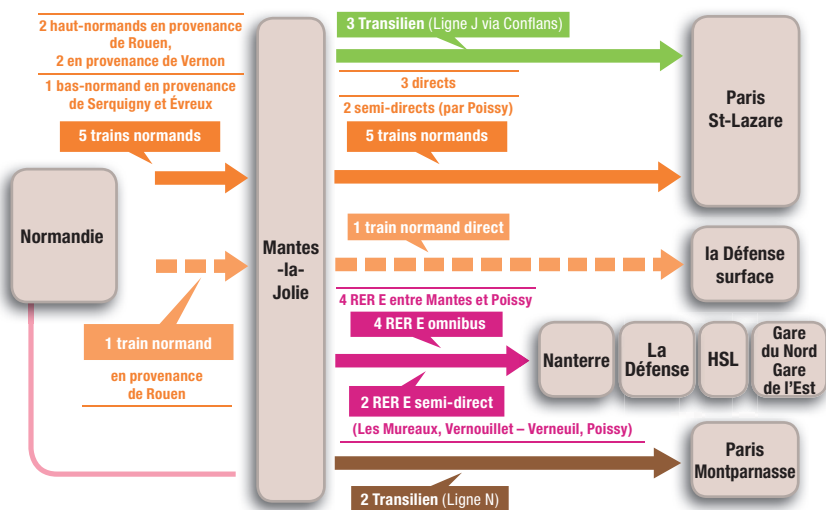 2 haut-normands en provenance
de Rouen,
2 en provenance de Vernon
1 bas-normand en provenance
de Serquigny et Évreux
5 trains normands
Normandie
1 train normand
en provenance
de Rouen
Mantes
-la-
Jolie
3 Transilien (Ligne J via Conflans)
3 directs
2 semi-directs (par Poissy)
5 trains normands
Paris
St-Lazare
1 train normand direct
la Défense
surface
4 RER E entre Mantes et Poissy
4 RER E omnibus
2 RER E semi-direct
(Les Mureaux, Vernouillet – Verneuil, Poissy)
Nanterre
La
Défense
HSL
Gare
du Nord
Gare
de l'Est
2 Transilien (Ligne N)
Paris
Montparnasse